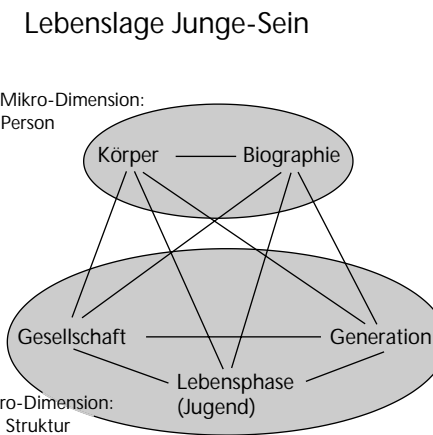 Lebenslage Junge-Sein
Mikro-Dimension:
Person
Körper
Biographie
Gesellschaft
Generation
Lebensphase
(Jugend)
ro-Dimension:
Struktur